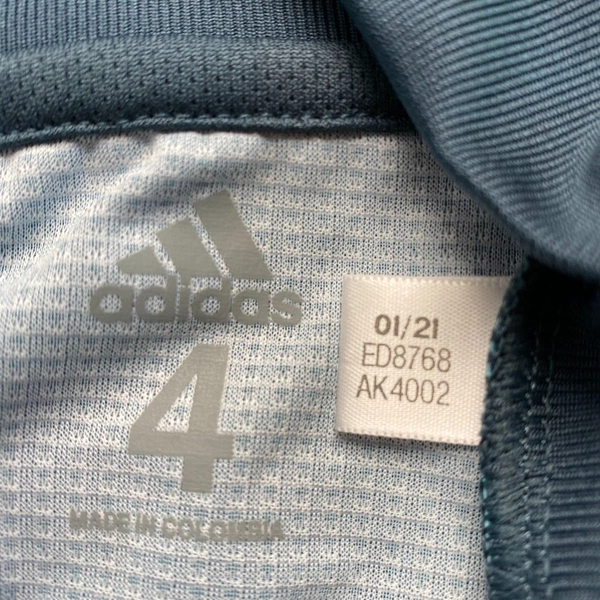 adidas
4
MADE IN COLOMBIA
01/21
ED8768
AK4002